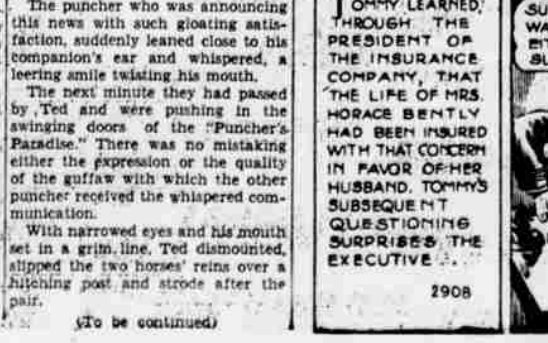 The puncher who was announcing
this news with such gloating satis-
faction, suddenly leaned close to his
companion's ear and whispered, a
leering smile twisting his mouth.
The next minute they had passed
by Ted and were pushing in the
swinging doors of the "Puncher's
Paradise." There was no mistaking
either the expression or the quality
of the guffaw with which the other
puncher received the whispered com-
munication.
With narrowed eyes and his mouth
set in a grim line, Ted dismounted,
slipped the two horses' reins over a
hitching post and strode after the
pair.
(To be continued)
TOMMY LEARNED,
THROUGH THE
PRESIDENT OF
THE INSURANCE
COMPANY, THAT
THE LIFE OF MRS.
HORACE BENTLY
HAD BEEN INSURED
WITH THAT CONCERN
IN FAVOR OF HER
HUSBAND. TOMMY'S
SUBSEQUENT
QUESTIONING
SURPRISES THE
EXECUTIVE...
2908
SU
WA
SU